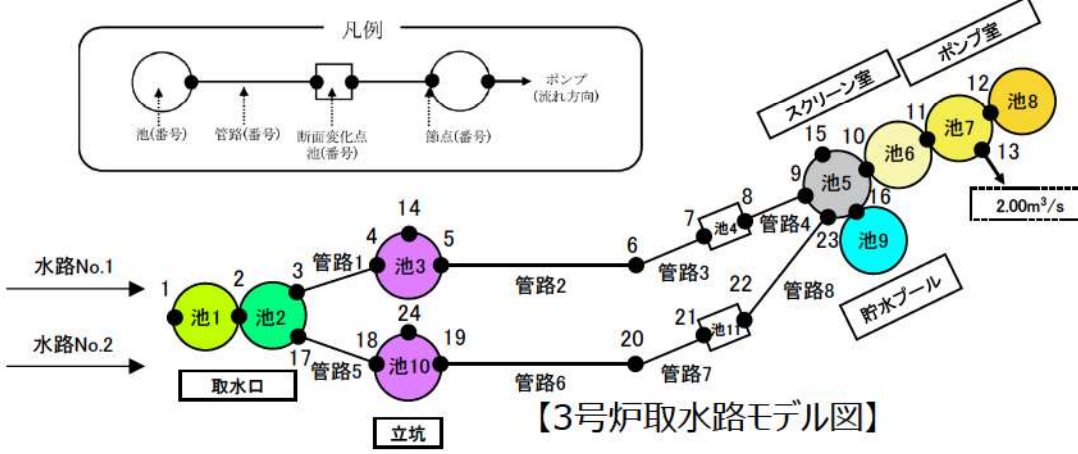 凡例
ポンプ
(流れ方向)
池(番号)
管路(番号)
断面変化点
池(番号)
節点(番号)
スクリーン室
ポンプ室
15
10
11
12
池8
池7
池6
13
9
池5
16
2.00m³/s
14
7
8
池4
管路4
23
池9
水路No.1
1
2
3
管路1
4
池3
5
6
管路3
管路2
管路8
22
貯水プール
池1
池2
24
21
池11
水路No.2
17
18
池10
19
20
管路5
管路6
管路7
取水口
立坑
【3号炉取水路モデル図】